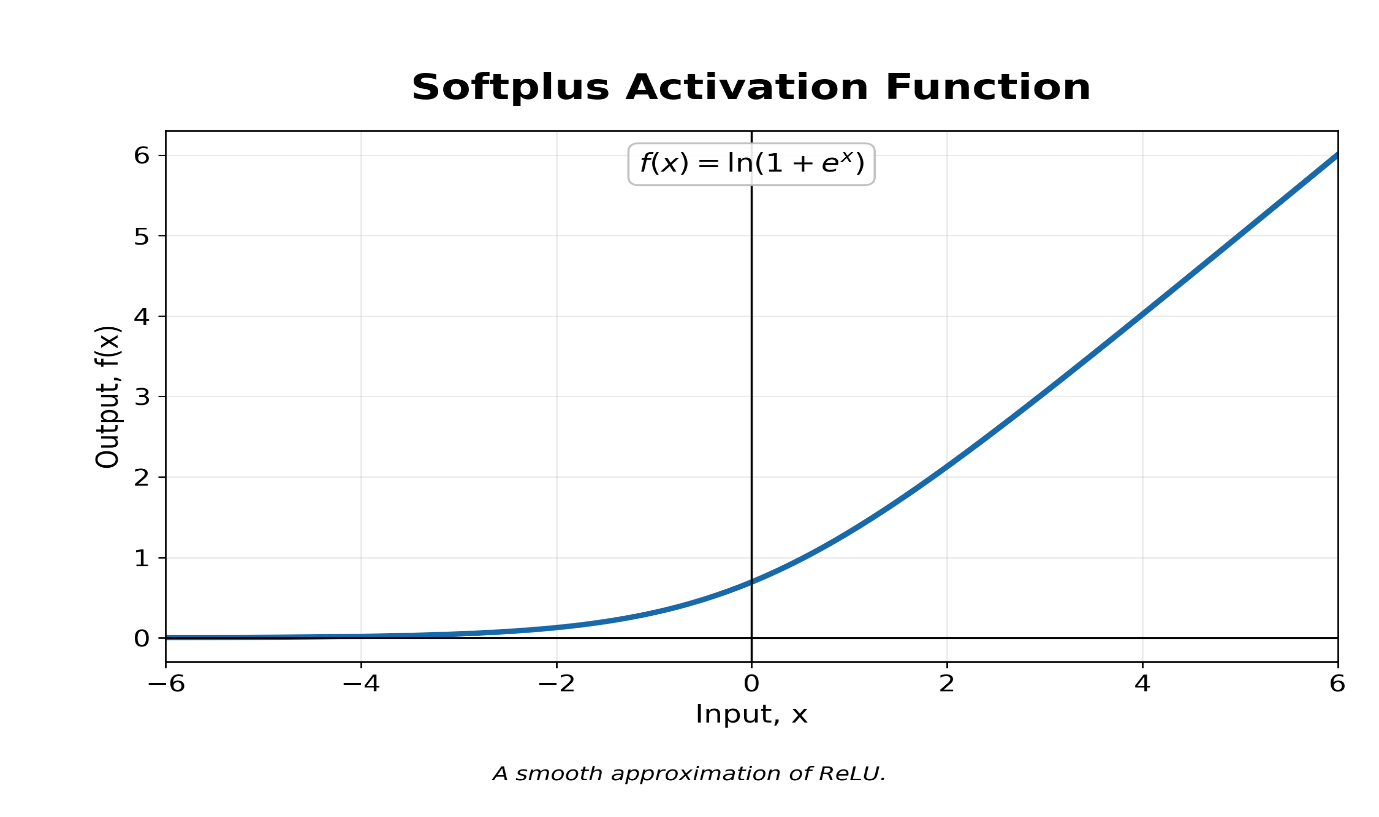 Softplus Activation Function
f(x) = ln(1 + eˣ)
Output, f(x)
6
5
4
3
2
1
0
−6 −4 −2 0 2 4 6
Input, x
A smooth approximation of ReLU.